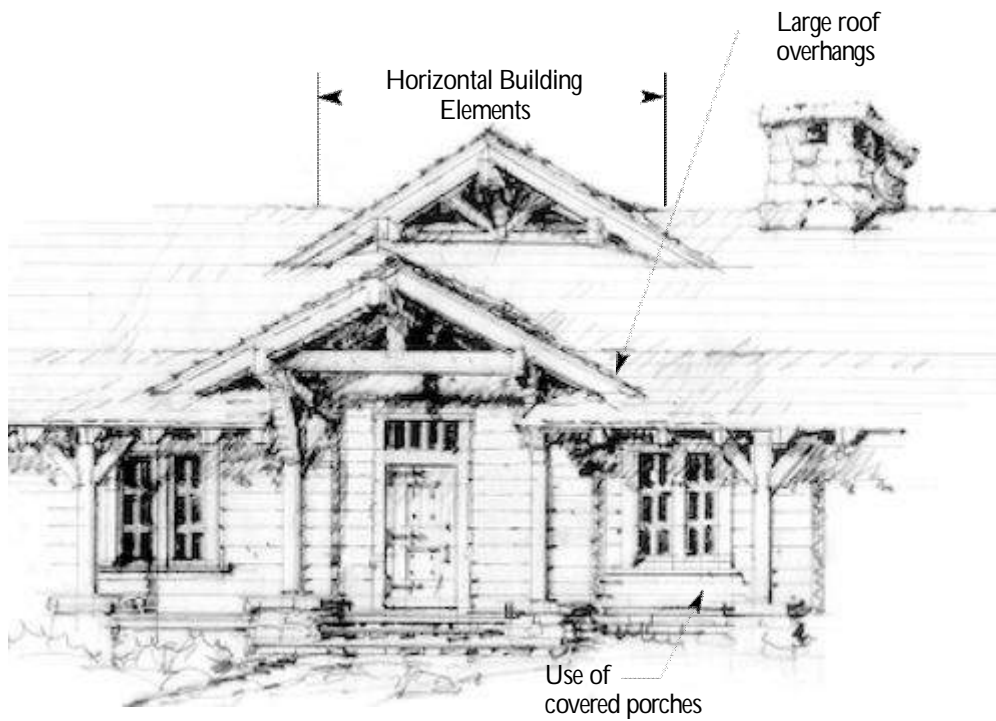 Large roof
overhangs
Horizontal Building
Elements
Use of
covered porches